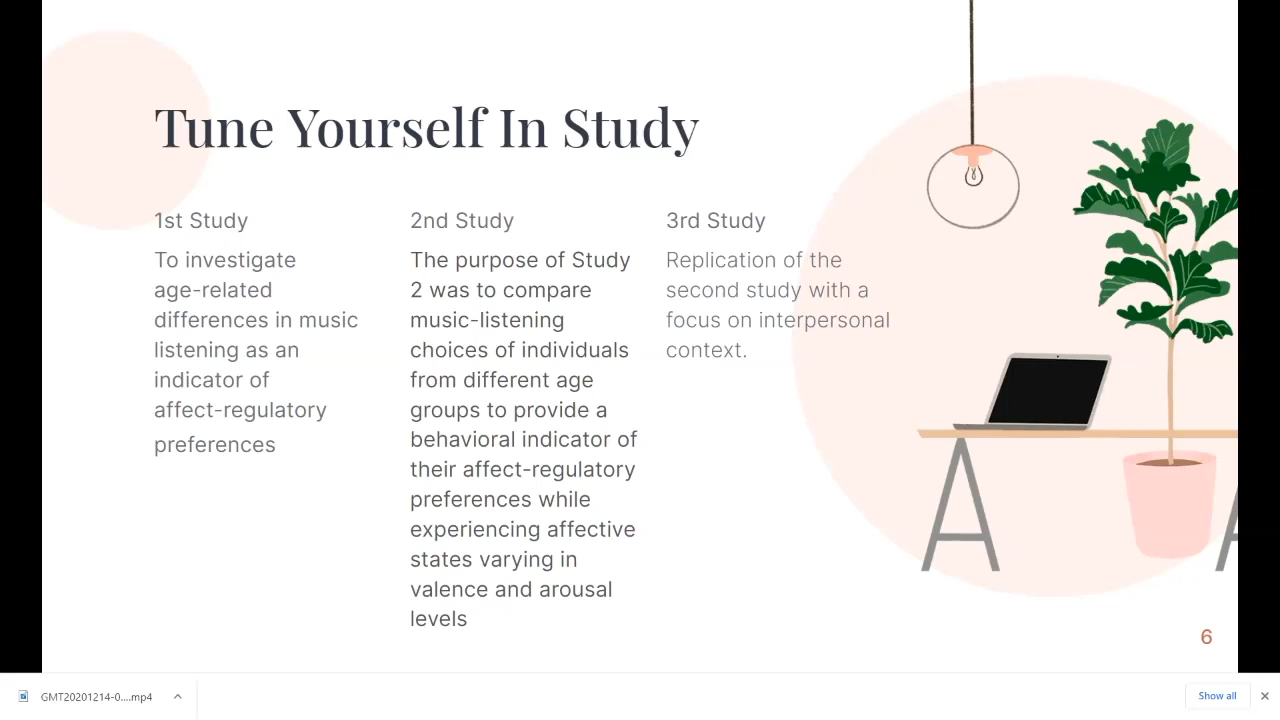 Tune Yourself In Study
1st Study
To investigate
age-related
differences in music
listening as an
indicator of
affect-regulatory
preferences
2nd Study
The purpose of Study
2 was to compare
music-listening
choices of individuals
from different age
groups to provide a
behavioral indicator of
their affect-regulatory
preferences while
experiencing affective
states varying in
valence and arousal
levels
3rd Study
Replication of the
second study with a
focus on interpersonal
context.
6
GMT20201214-0....mp4
Show all